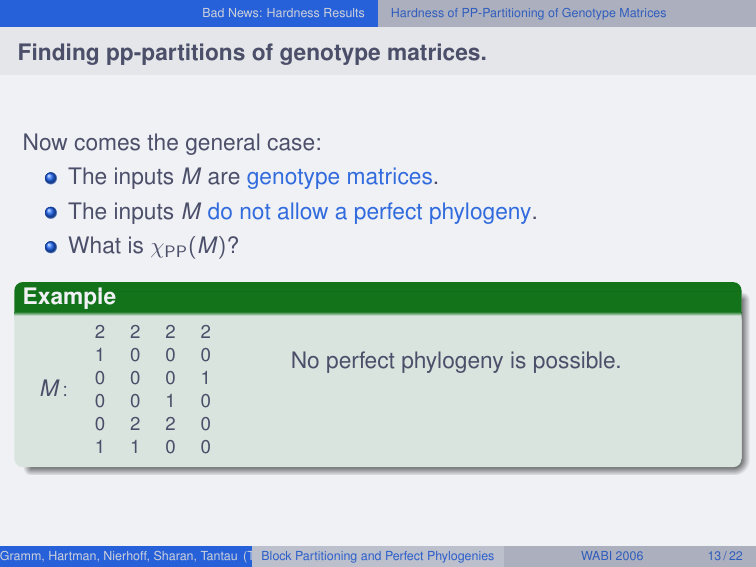 Bad News: Hardness Results Hardness of PP-Partitioning of Genotype Matrices
Finding pp-partitions of genotype matrices.
Now comes the general case:
The inputs M are genotype matrices.
The inputs M do not allow a perfect phylogeny.
What is χPP(M)?
Example
M:
2 2 2 2
1 0 0 0
0 0 0 1
0 0 1 0
0 2 2 0
1 1 0 0
No perfect phylogeny is possible.
Gramm, Hartman, Nierhoff, Sharan, Tantau (T Block Partitioning and Perfect Phylogenies WABI 2006 13 / 22